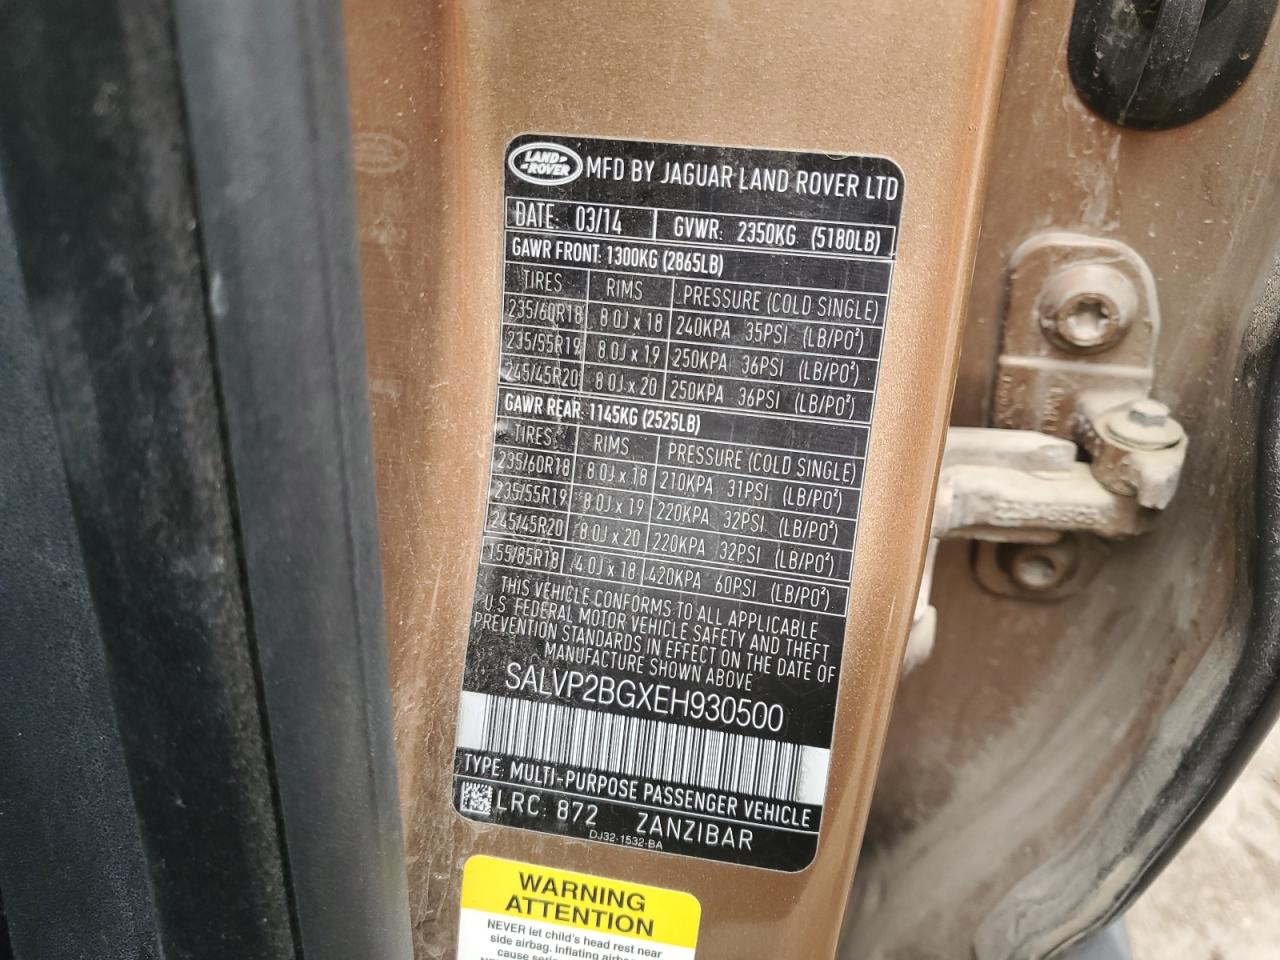 LAND
ROVER
MFD BY JAGUAR LAND ROVER LTD
DATE: 03/14 GVWR: 2350KG (5180LB)
GAWR FRONT: 1300KG (2865LB)
TIRES RIMS PRESSURE (COLD SINGLE)
235/60R18 8.0J x 18 240KPA 35PSI (LB/PO²)
235/55R19 8.0J x 19 250KPA 36PSI (LB/PO²)
245/45R20 8.0J x 20 250KPA 36PSI (LB/PO²)
GAWR REAR: 1145KG (2525LB)
TIRES RIMS PRESSURE (COLD SINGLE)
235/60R18 8.0J x 18 210KPA 31PSI (LB/PO²)
235/55R19 8.0J x 19 220KPA 32PSI (LB/PO²)
245/45R20 8.0J x 20 220KPA 32PSI (LB/PO²)
155/85R18 4.0J x 18 420KPA 60PSI (LB/PO²)
THIS VEHICLE CONFORMS TO ALL APPLICABLE
U.S. FEDERAL MOTOR VEHICLE SAFETY AND THEFT
PREVENTION STANDARDS IN EFFECT ON THE DATE OF
MANUFACTURE SHOWN ABOVE
SALVP2BGXEH930500
TYPE: MULTI-PURPOSE PASSENGER VEHICLE
LRC: 872 ZANZIBAR
DJ32-1532-BA
WARNING
ATTENTION
NEVER let child's head rest near
side airbag. Inflating
cause